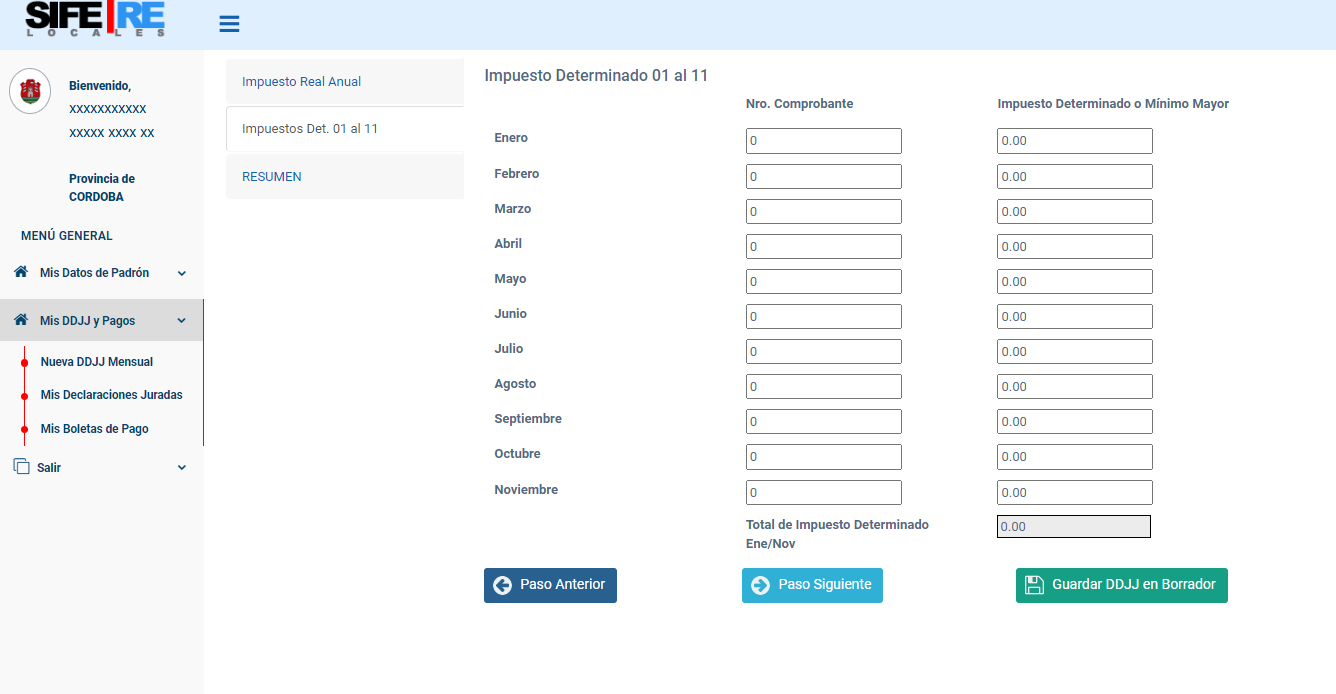 SIFE RE
LOCALES
Bienvenido,
XXXXXXXXXXX
XXXXX XXXX XX
Provincia de
CORDOBA
MENÚ GENERAL
Mis Datos de Padrón
Mis DDJJ y Pagos
Nueva DDJJ Mensual
Mis Declaraciones Juradas
Mis Boletas de Pago
Salir
Impuesto Real Anual
Impuestos Det. 01 al 11
RESUMEN
Impuesto Determinado 01 al 11
Nro. Comprobante Impuesto Determinado o Mínimo Mayor
Enero 0 0.00
Febrero 0 0.00
Marzo 0 0.00
Abril 0 0.00
Mayo 0 0.00
Junio 0 0.00
Julio 0 0.00
Agosto 0 0.00
Septiembre 0 0.00
Octubre 0 0.00
Noviembre 0 0.00
Total de Impuesto Determinado 0.00
Ene/Nov
Paso Anterior Paso Siguiente Guardar DDJJ en Borrador